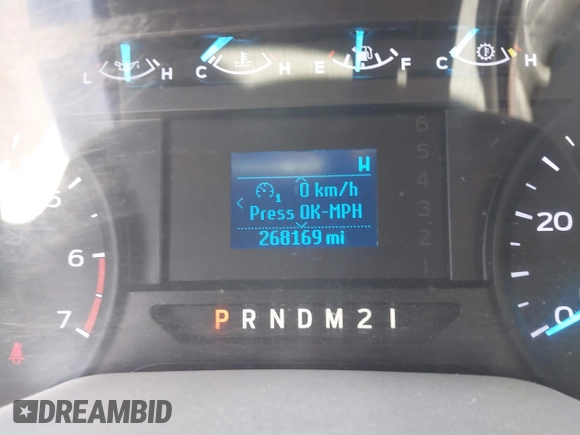 L H C H E F C H
6
5
4
3
2
1
W
0 km/h
1
Press OK-MPH
268169 mi
5
6
7
20
0
P R N D M 2 1
DREAMBID